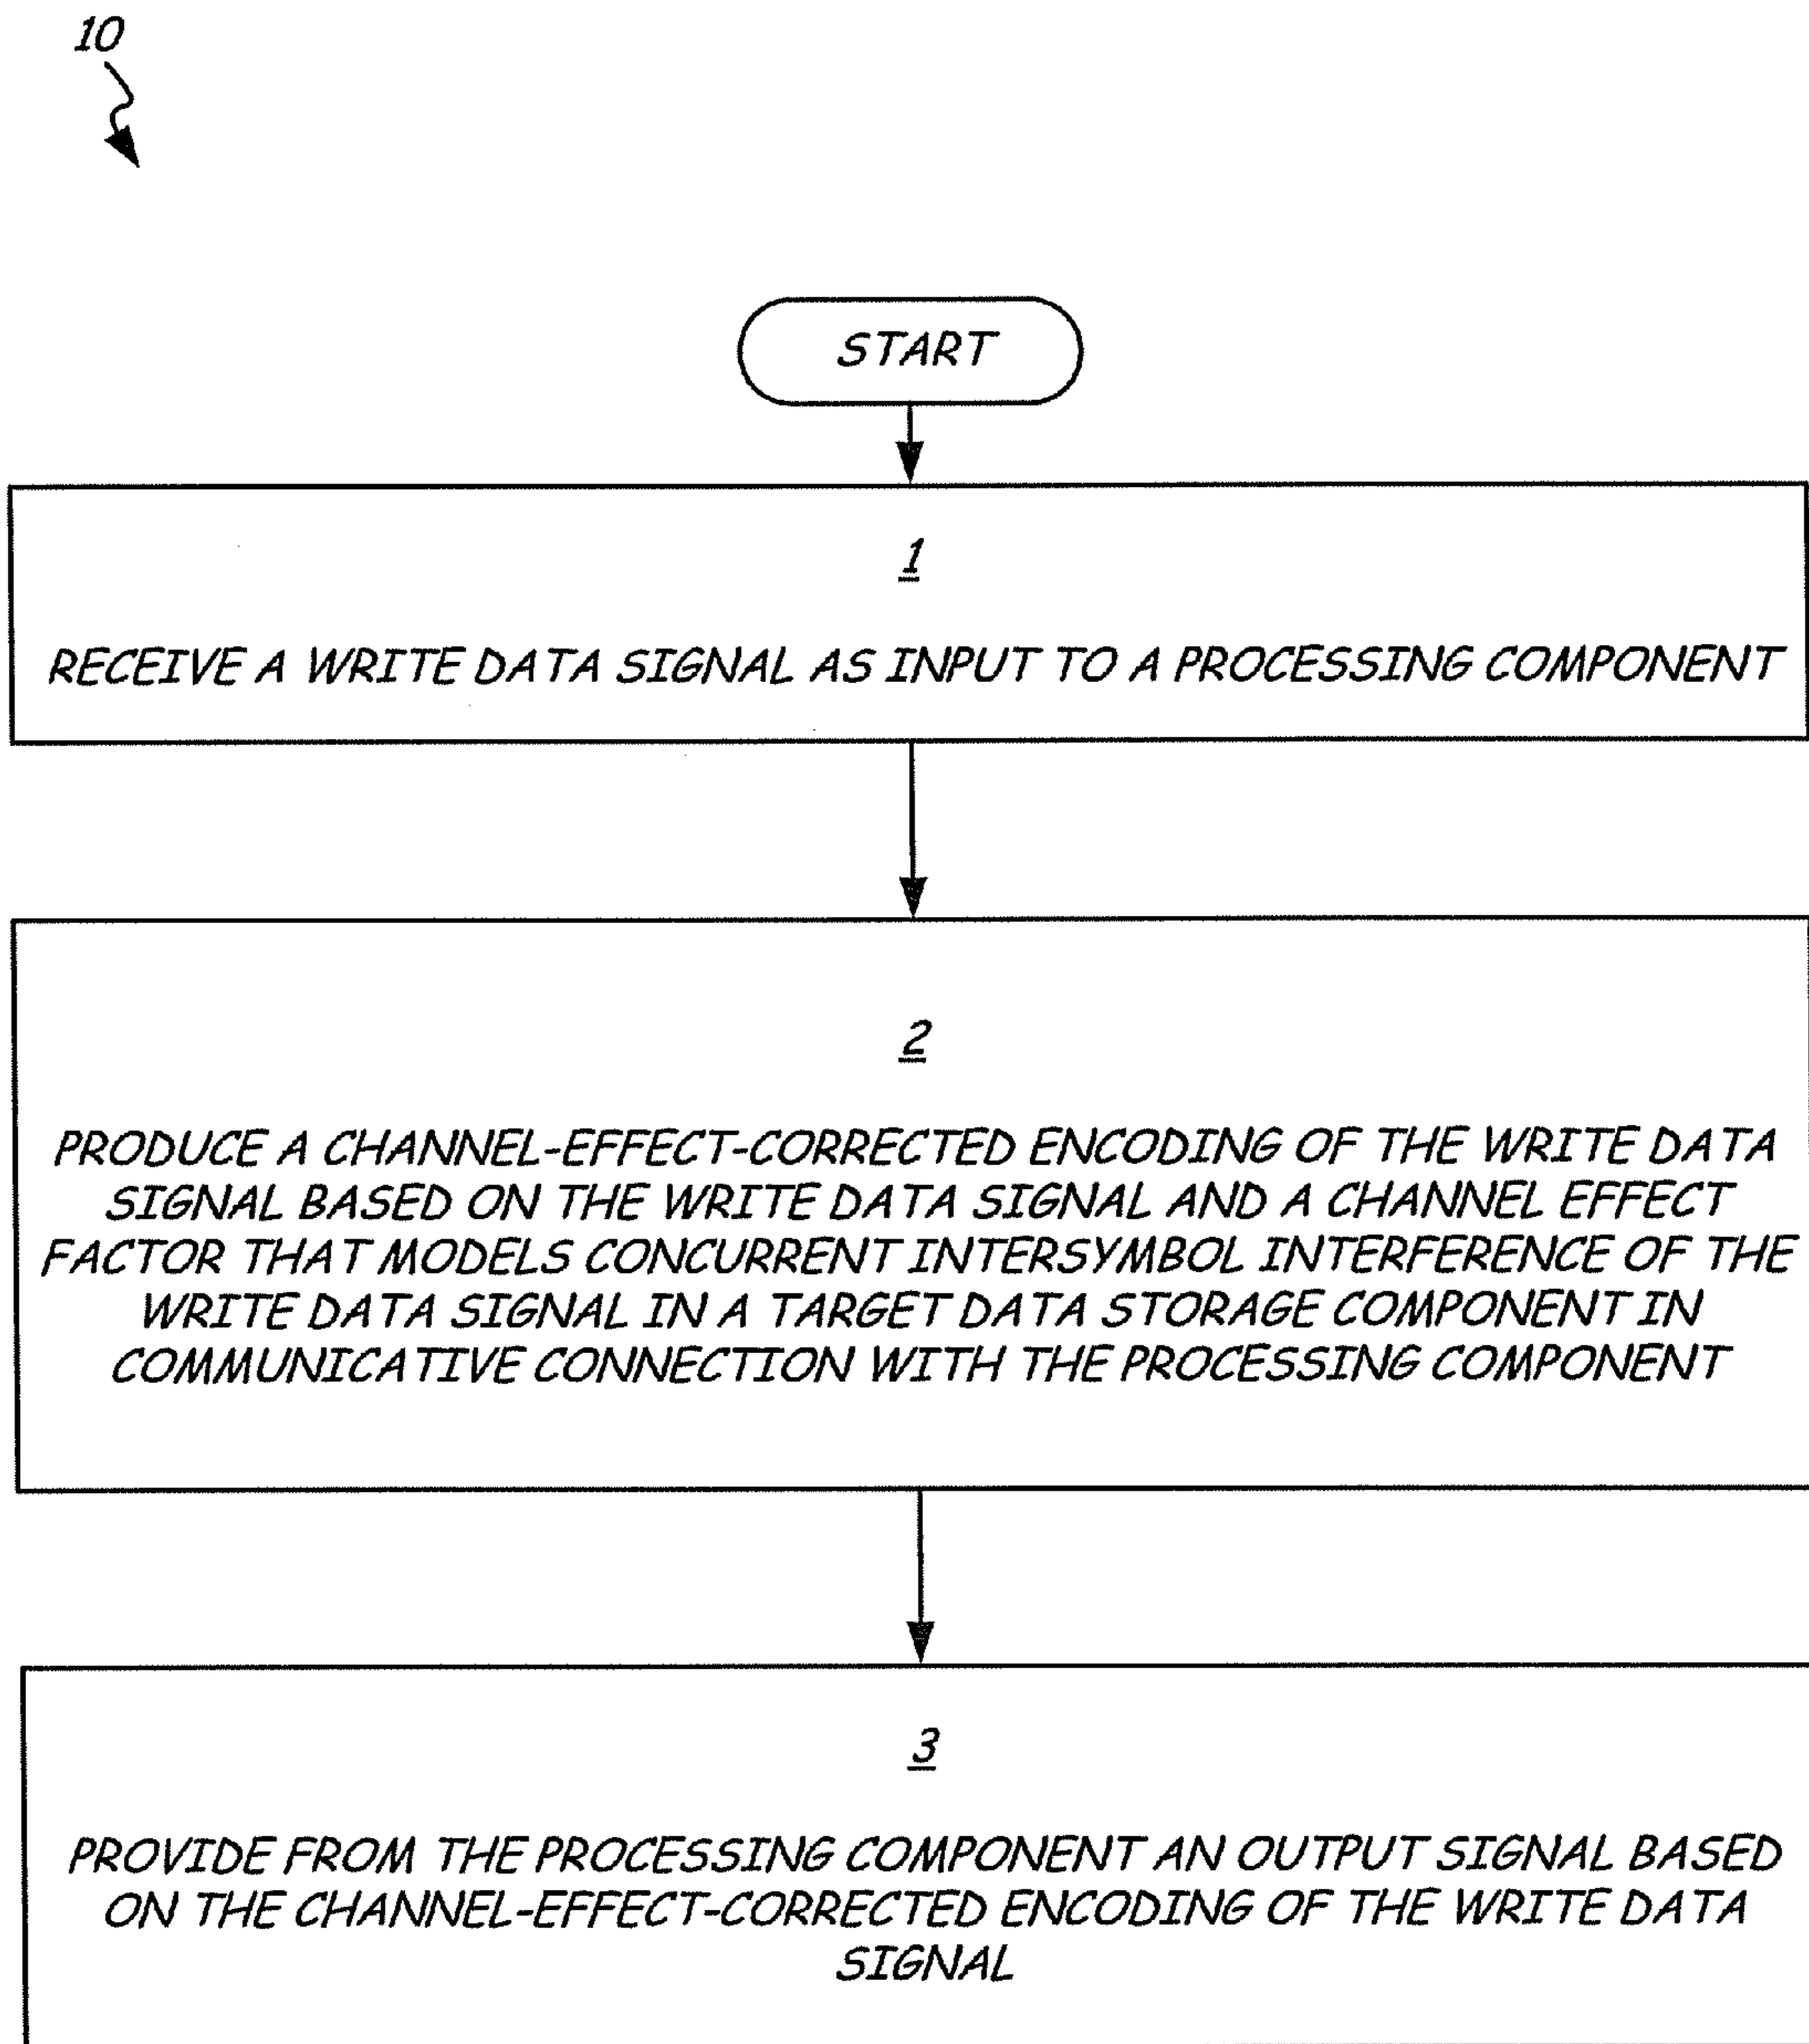 10
START
1
RECEIVE A WRITE DATA SIGNAL AS INPUT TO A PROCESSING COMPONENT
2
PRODUCE A CHANNEL-EFFECT-CORRECTED ENCODING OF THE WRITE DATA
SIGNAL BASED ON THE WRITE DATA SIGNAL AND A CHANNEL EFFECT
FACTOR THAT MODELS CONCURRENT INTERSYMBOL INTERFERENCE OF THE
WRITE DATA SIGNAL IN A TARGET DATA STORAGE COMPONENT IN
COMMUNICATIVE CONNECTION WITH THE PROCESSING COMPONENT
3
PROVIDE FROM THE PROCESSING COMPONENT AN OUTPUT SIGNAL BASED
ON THE CHANNEL-EFFECT-CORRECTED ENCODING OF THE WRITE DATA
SIGNAL